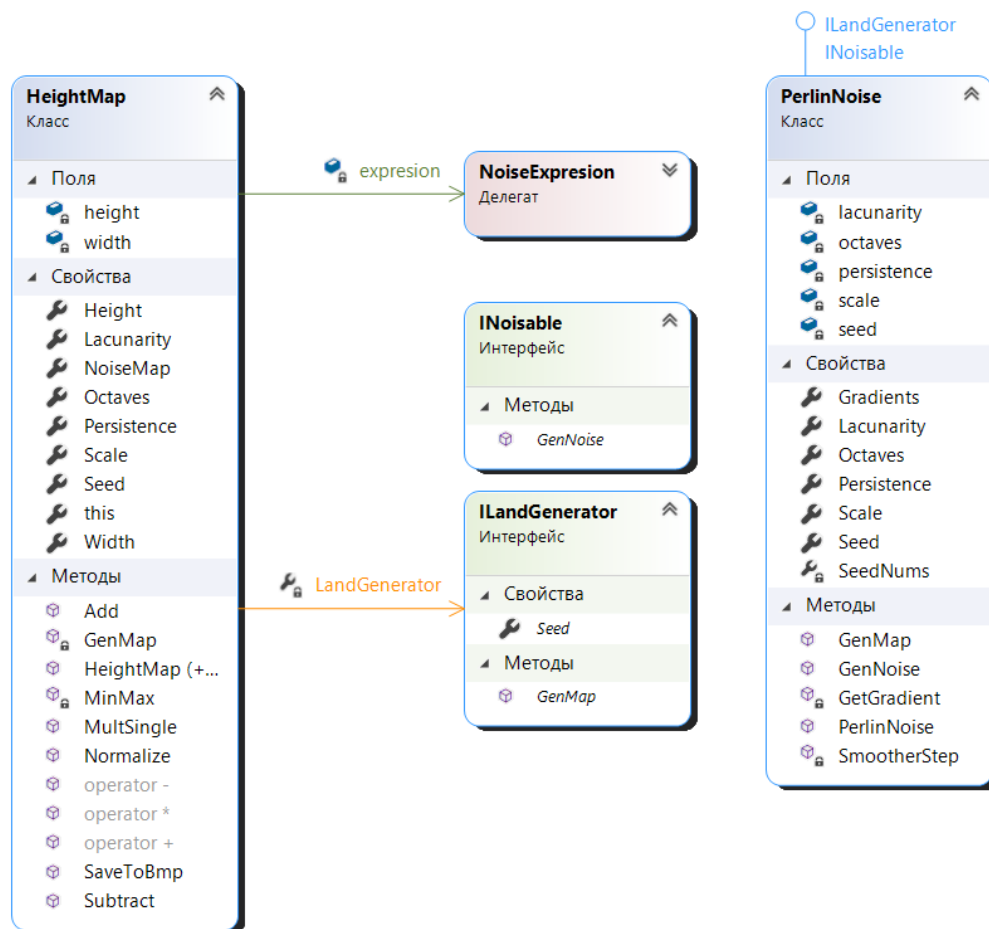 ILandGenerator
INoisable
HeightMap
Класс
Поля
height
width
Свойства
Height
Lacunarity
NoiseMap
Octaves
Persistence
Scale
Seed
this
Width
Методы
Add
GenMap
HeightMap (+...
MinMax
MultSingle
Normalize
operator -
operator *
operator +
SaveToBmp
Subtract
expresion
NoiseExpresion
Делегат
INoisable
Интерфейс
Методы
GenNoise
LandGenerator
ILandGenerator
Интерфейс
Свойства
Seed
Методы
GenMap
PerlinNoise
Класс
Поля
lacunarity
octaves
persistence
scale
seed
Свойства
Gradients
Lacunarity
Octaves
Persistence
Scale
Seed
SeedNums
Методы
GenMap
GenNoise
GetGradient
PerlinNoise
SmootherStep